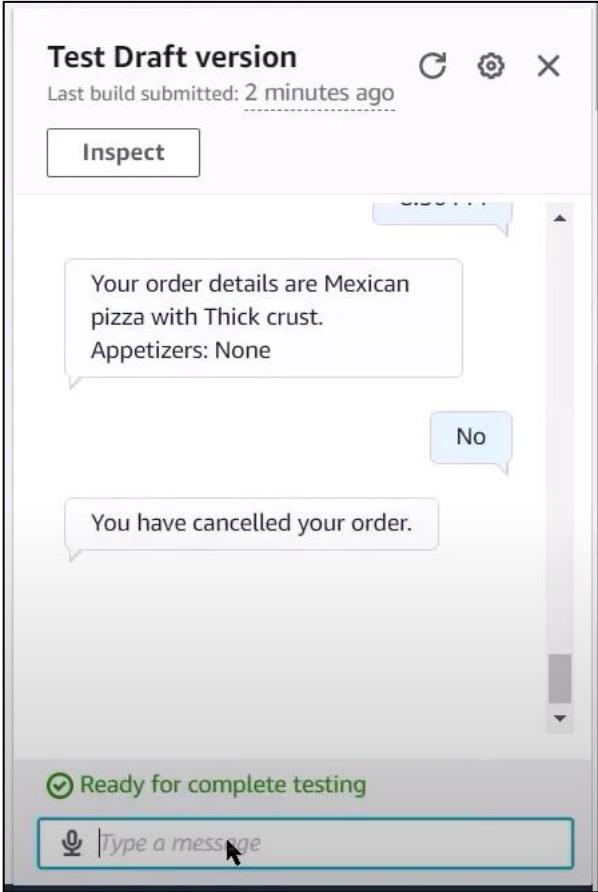 Test Draft version
Last build submitted: 2 minutes ago
Inspect
Your order details are Mexican
pizza with Thick crust.
Appetizers: None
No
You have cancelled your order.
Ready for complete testing
Type a message